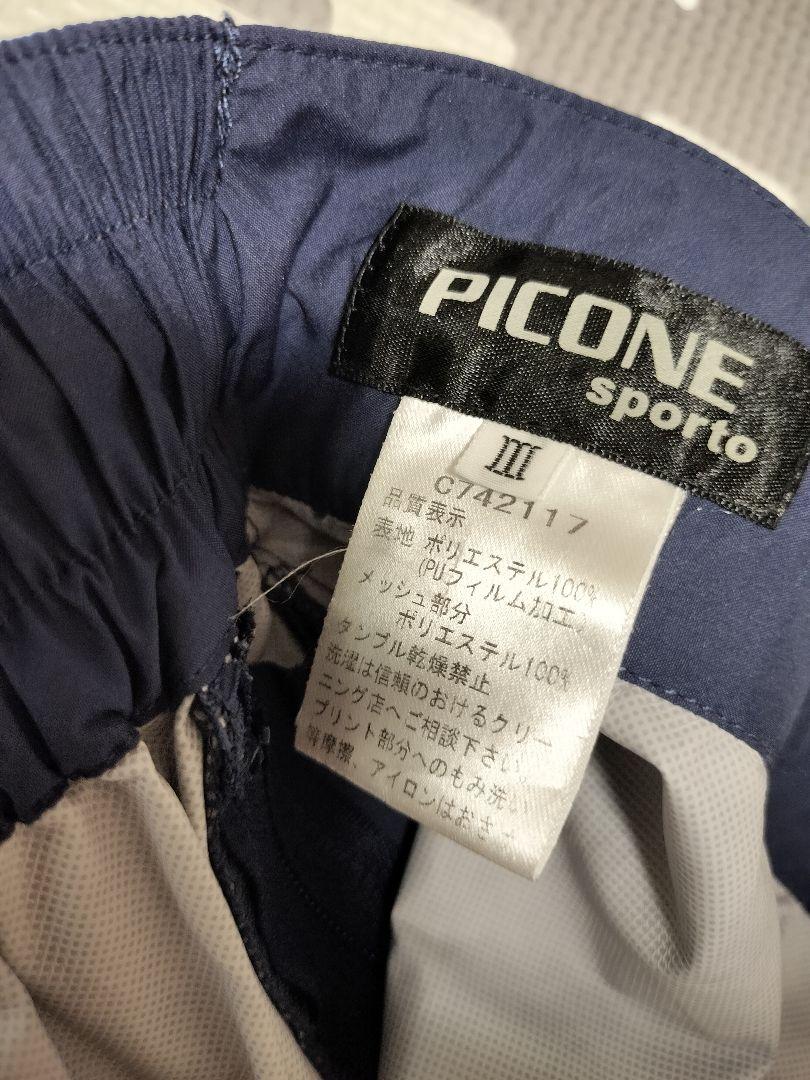 PICONE
sporto
III
C742117
品質表示
表地 ポリエステル100%
(PUフィルム加工)
メッシュ部分
ポリエステル100%
タンブル乾燥禁止
洗濯は信頼のおけるクリー
ニング店へご相談下さい
プリント部分へのもみ洗
摩擦、アイロンはおさ